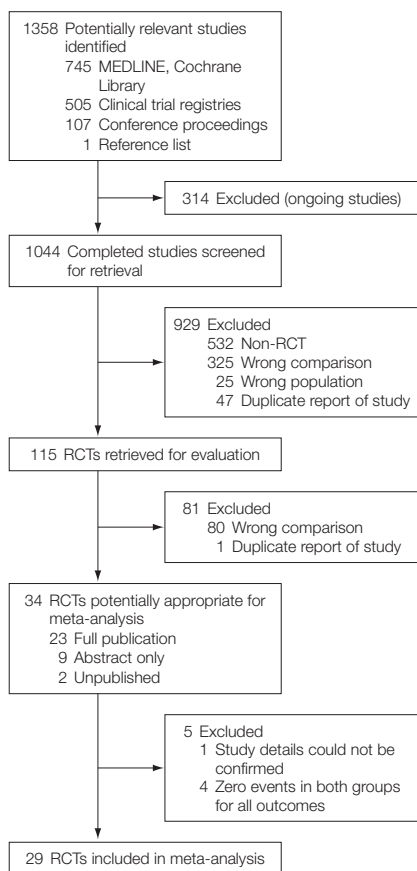 1358 Potentially relevant studies
identified
745 MEDLINE, Cochrane
Library
505 Clinical trial registries
107 Conference proceedings
1 Reference list
314 Excluded (ongoing studies)
1044 Completed studies screened
for retrieval
929 Excluded
532 Non-RCT
325 Wrong comparison
25 Wrong population
47 Duplicate report of study
115 RCTs retrieved for evaluation
81 Excluded
80 Wrong comparison
1 Duplicate report of study
34 RCTs potentially appropriate for
meta-analysis
23 Full publication
9 Abstract only
2 Unpublished
5 Excluded
1 Study details could not be
confirmed
4 Zero events in both groups
for all outcomes
29 RCTs included in meta-analysis